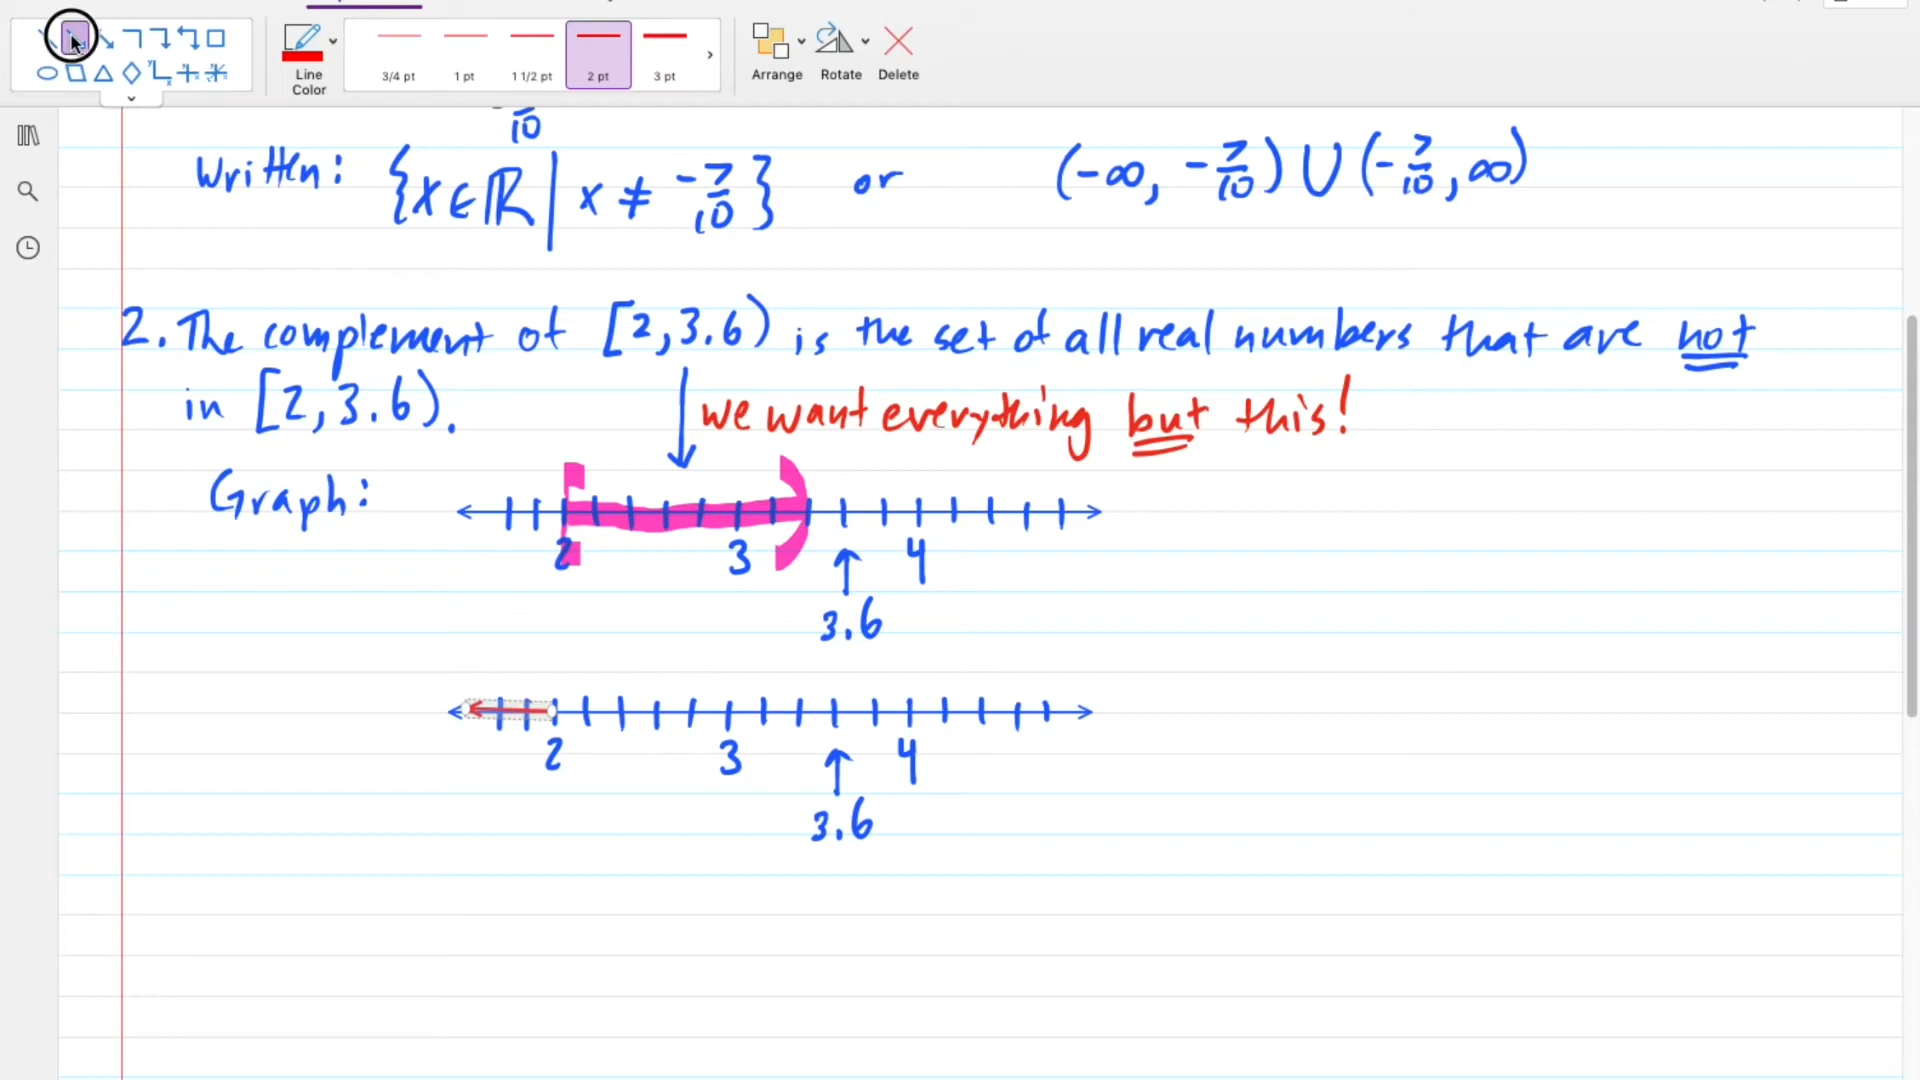 3/4 pt 1 pt 1 1/2 pt 2 pt 3 pt
Line Color
Arrange Rotate Delete
10
Written: {x ∈ ℝ | x ≠ -7/10} or (-∞, -7/10) ∪ (-7/10, ∞)
2. The complement of [2,3.6) is the set of all real numbers that are not
in [2,3.6).
we want everything but this!
Graph:
2 3 4
3.6
2 3 4
3.6